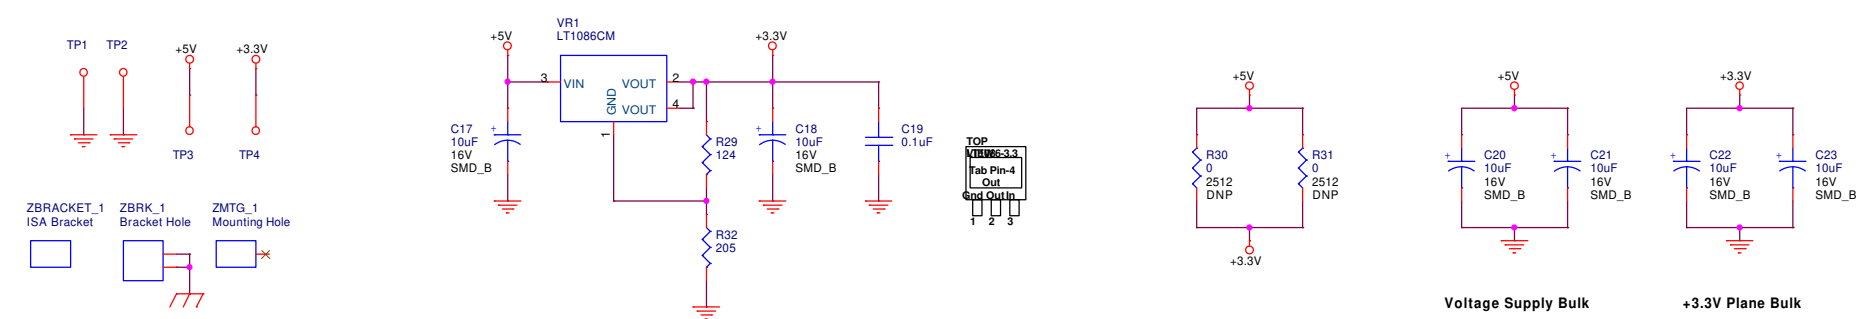 TP1
TP2
+5V
+3.3V
TP3
TP4
ZBRACKET_1
ISA Bracket
ZBRK_1
Bracket Hole
ZMTG_1
Mounting Hole
VR1
LT1086CM
+5V
+3.3V
3
VIN
VOUT
2
GND
VOUT
4
1
C17
10uF
16V
SMD_B
+
R29
124
+
C18
10uF
16V
SMD_B
C19
0.1uF
R32
205
TOP
Tab Pin-4
Out
Gnd Out In
1 2 3
+5V
R30
0
2512
DNP
R31
0
2512
DNP
+3.3V
+5V
+
C20
10uF
16V
SMD_B
+
C21
10uF
16V
SMD_B
Voltage Supply Bulk
+3.3V
+
C22
10uF
16V
SMD_B
+
C23
10uF
16V
SMD_B
+3.3V Plane Bulk